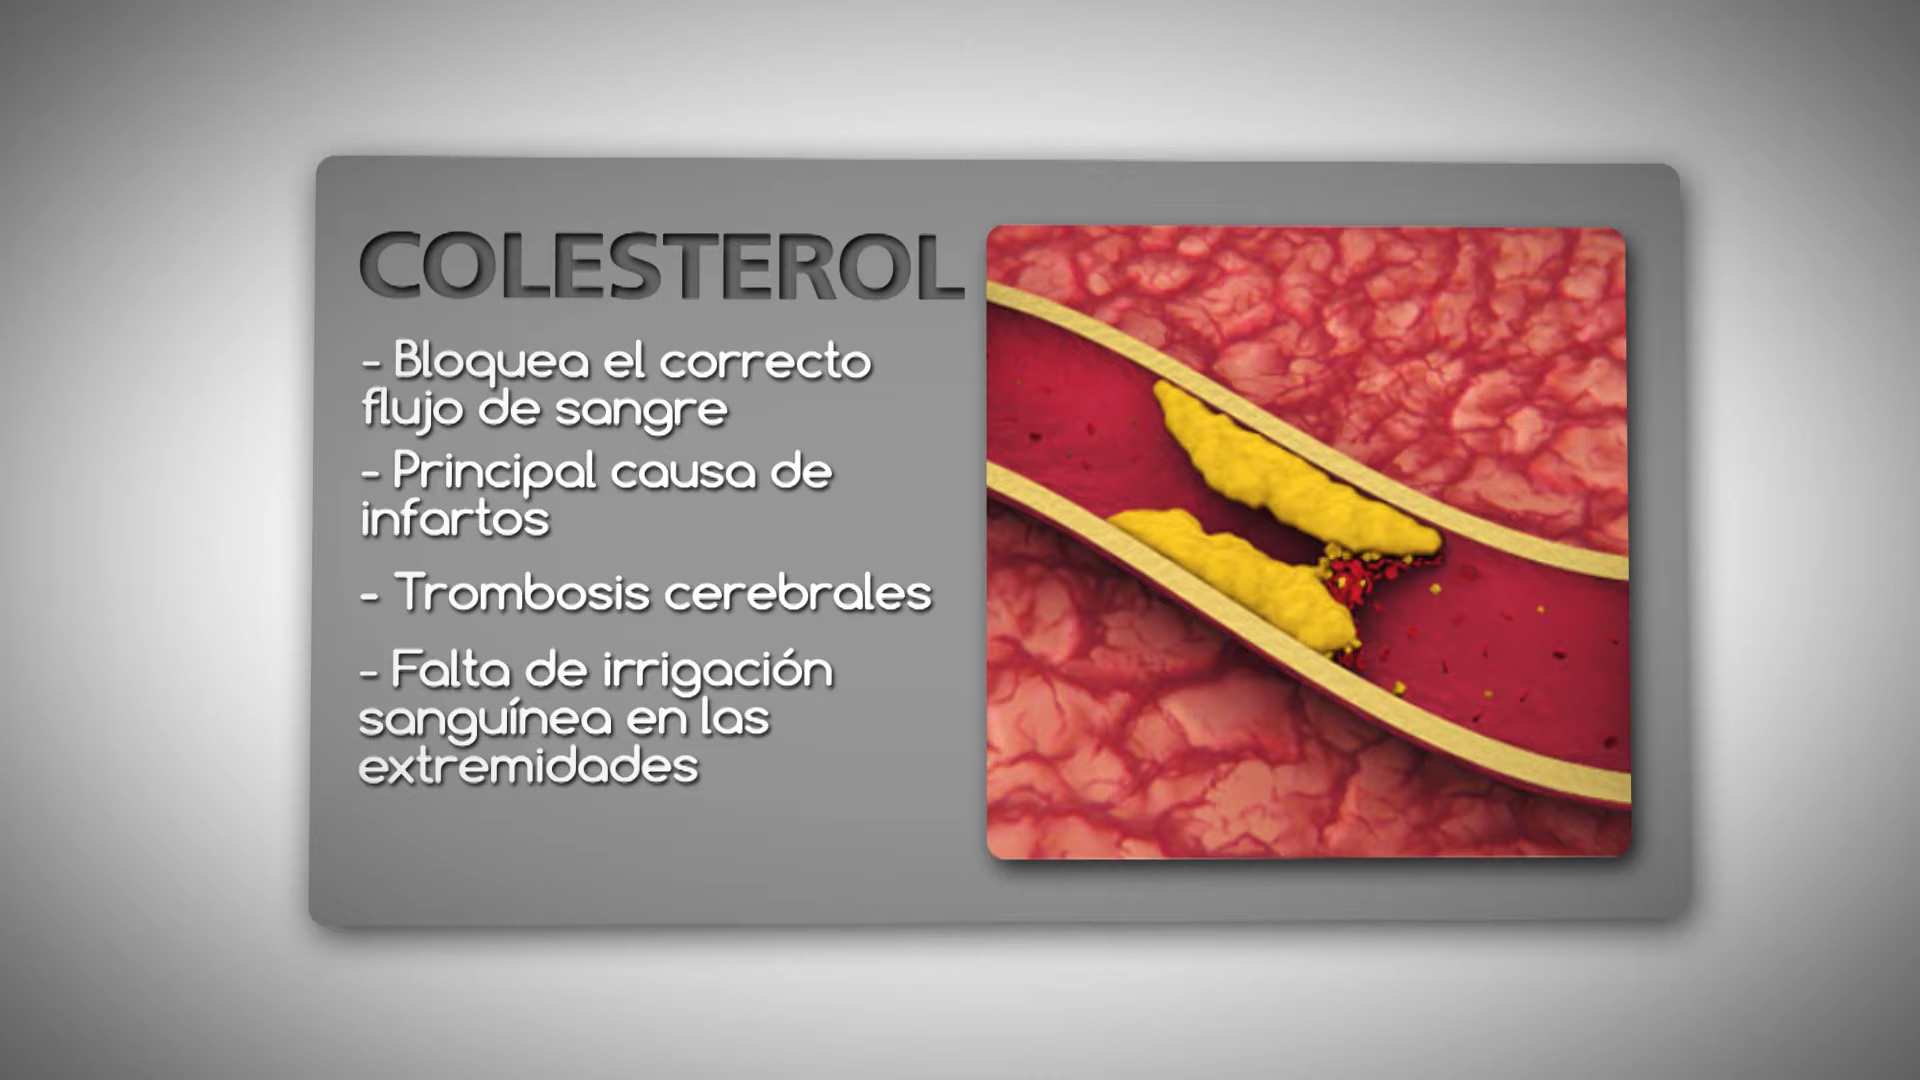 COLESTEROL
- Bloquea el correcto
flujo de sangre
- Principal causa de
infartos
- Trombosis cerebrales
- Falta de irrigación
sanguínea en las
extremidades